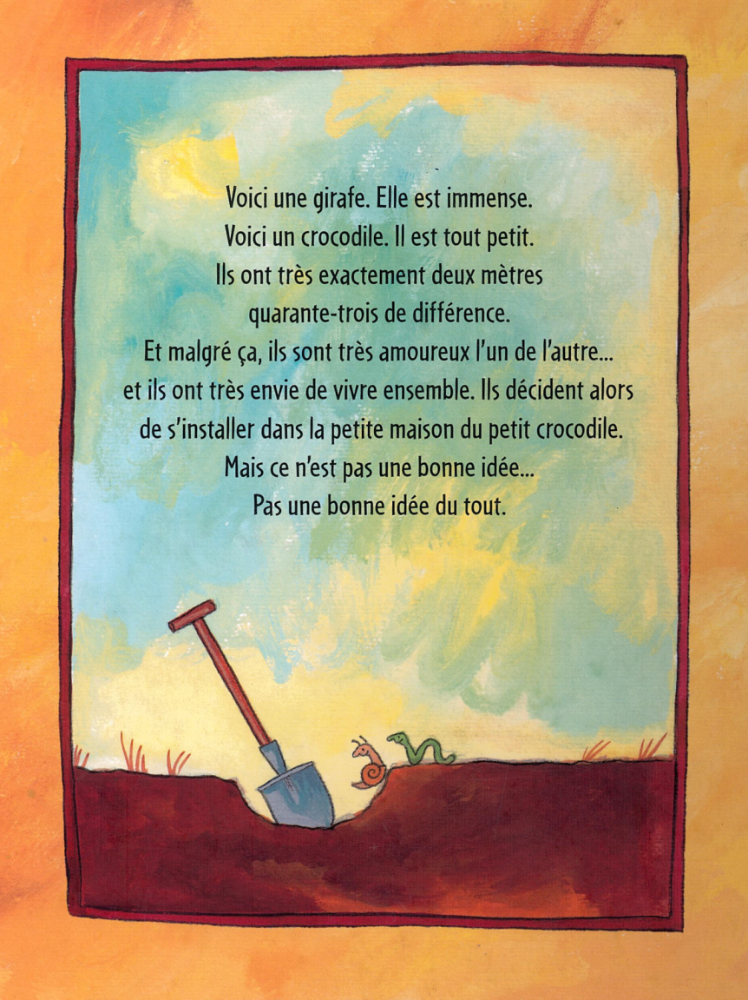 Voici une girafe. Elle est immense.
Voici un crocodile. Il est tout petit.
Ils ont très exactement deux mètres
quarante-trois de différence.
Et malgré ça, ils sont très amoureux l’un de l’autre...
et ils ont très envie de vivre ensemble. Ils décident alors
de s’installer dans la petite maison du petit crocodile.
Mais ce n’est pas une bonne idée...
Pas une bonne idée du tout.